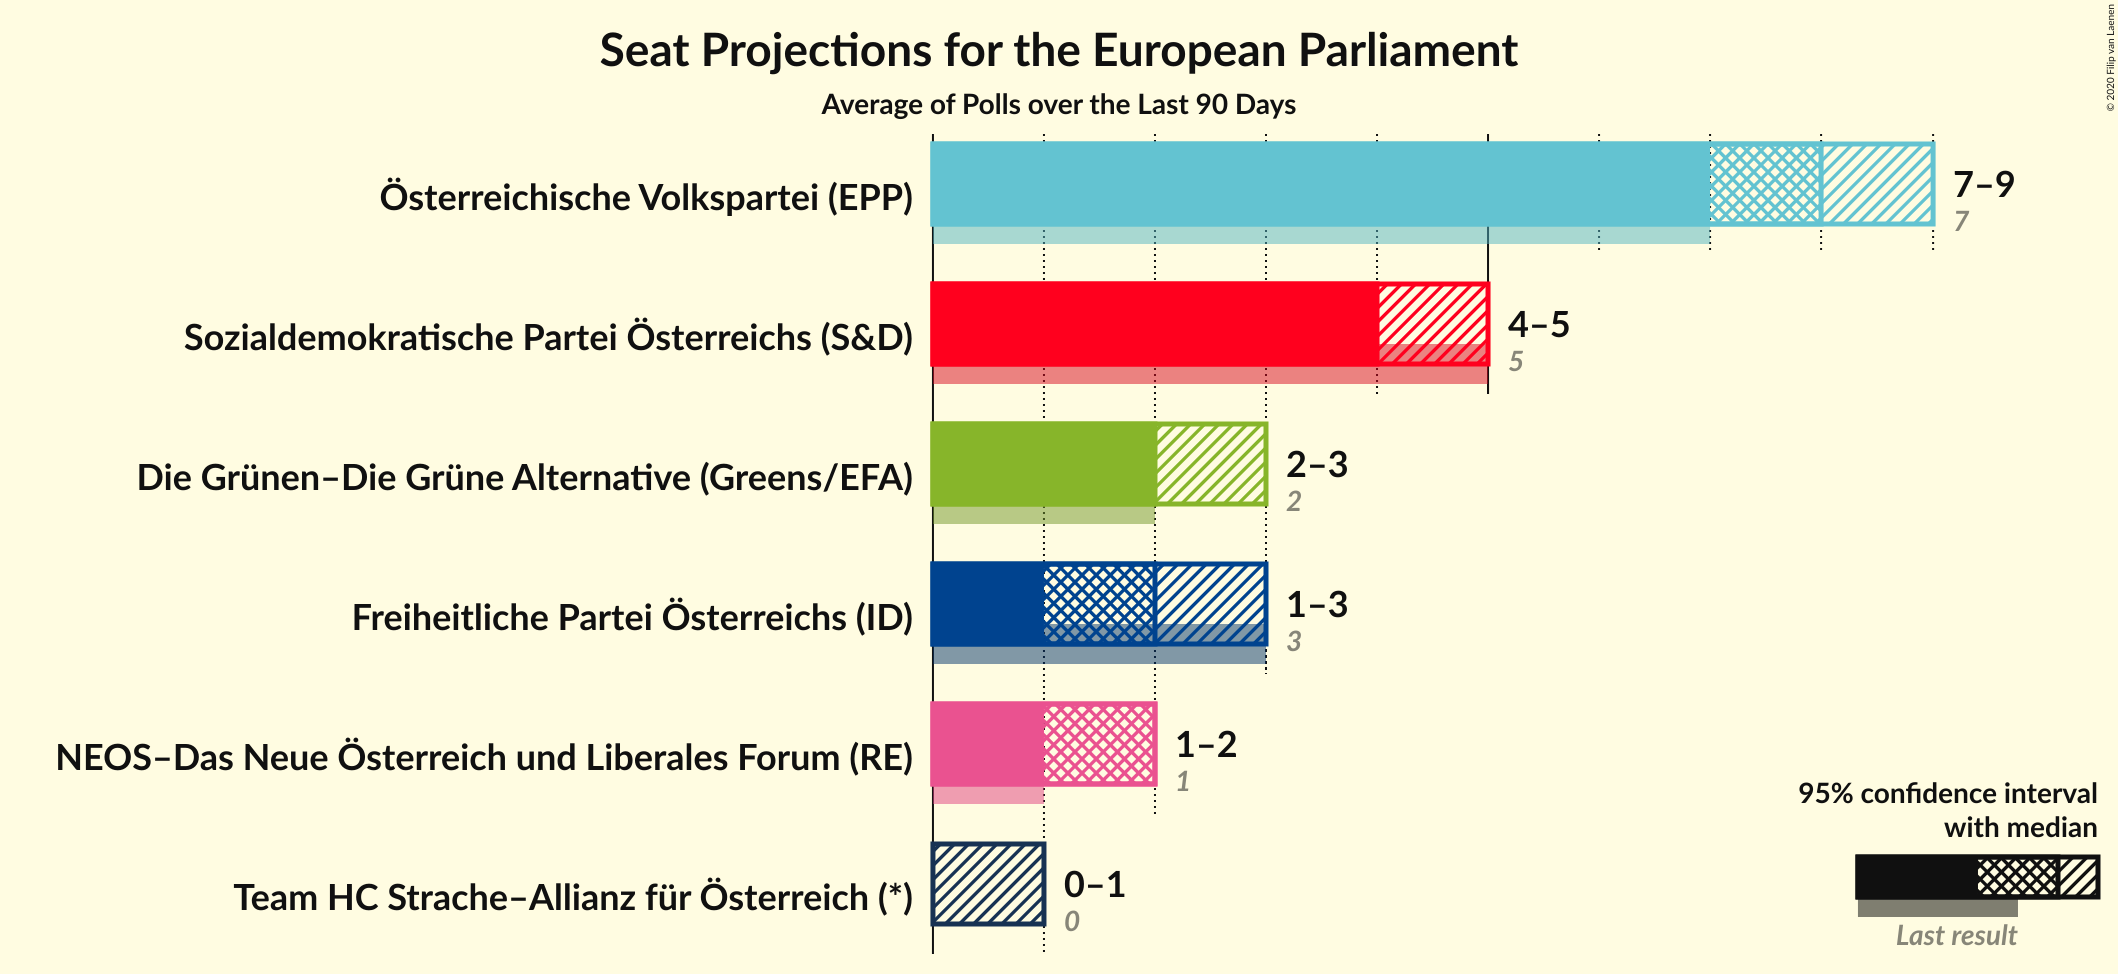 Seat Projections for the European Parliament
Average of Polls over the Last 90 Days
© 2020 Filip van Laenen
Österreichische Volkspartei (EPP)
7–9
7
Sozialdemokratische Partei Österreichs (S&D)
4–5
5
Die Grünen–Die Grüne Alternative (Greens/EFA)
2–3
2
Freiheitliche Partei Österreichs (ID)
1–3
3
NEOS–Das Neue Österreich und Liberales Forum (RE)
1–2
1
Team HC Strache–Allianz für Österreich (*)
0–1
0
95% confidence interval
with median
Last result